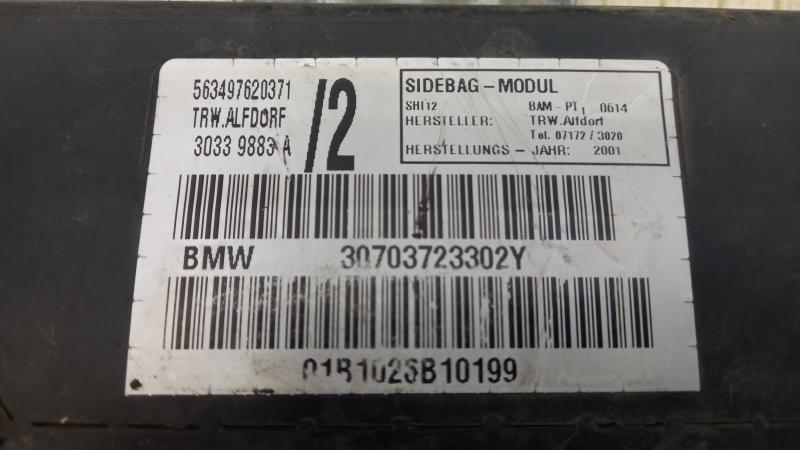 563497620371
TRW.ALFDORF
3033 9883 A
/2
SIDEBAG - MODUL
SHI12 BAM - PT1 0614
HERSTELLER: TRW.Alfdorf
Tel. 07172 / 3020
HERSTELLUNGS - JAHR: 2001
BMW 30703723302Y
01B1026B10199